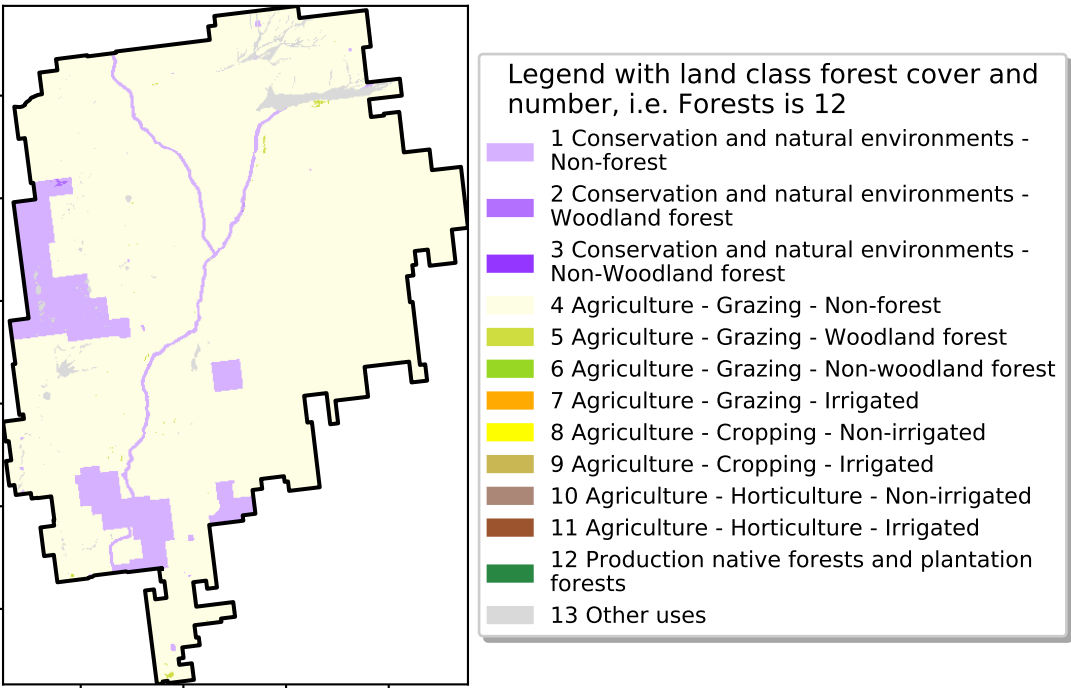 Legend with land class forest cover and
number, i.e. Forests is 12
1 Conservation and natural environments -
Non-forest
2 Conservation and natural environments -
Woodland forest
3 Conservation and natural environments -
Non-Woodland forest
4 Agriculture - Grazing - Non-forest
5 Agriculture - Grazing - Woodland forest
6 Agriculture - Grazing - Non-woodland forest
7 Agriculture - Grazing - Irrigated
8 Agriculture - Cropping - Non-irrigated
9 Agriculture - Cropping - Irrigated
10 Agriculture - Horticulture - Non-irrigated
11 Agriculture - Horticulture - Irrigated
12 Production native forests and plantation
forests
13 Other uses